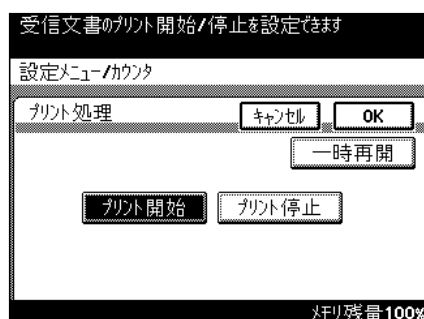 受信文書のプリント開始/停止を設定できます
設定メニュー/カウンタ
プリント処理 キャンセル OK
一時再開
プリント開始 プリント停止
メモリ残量100%